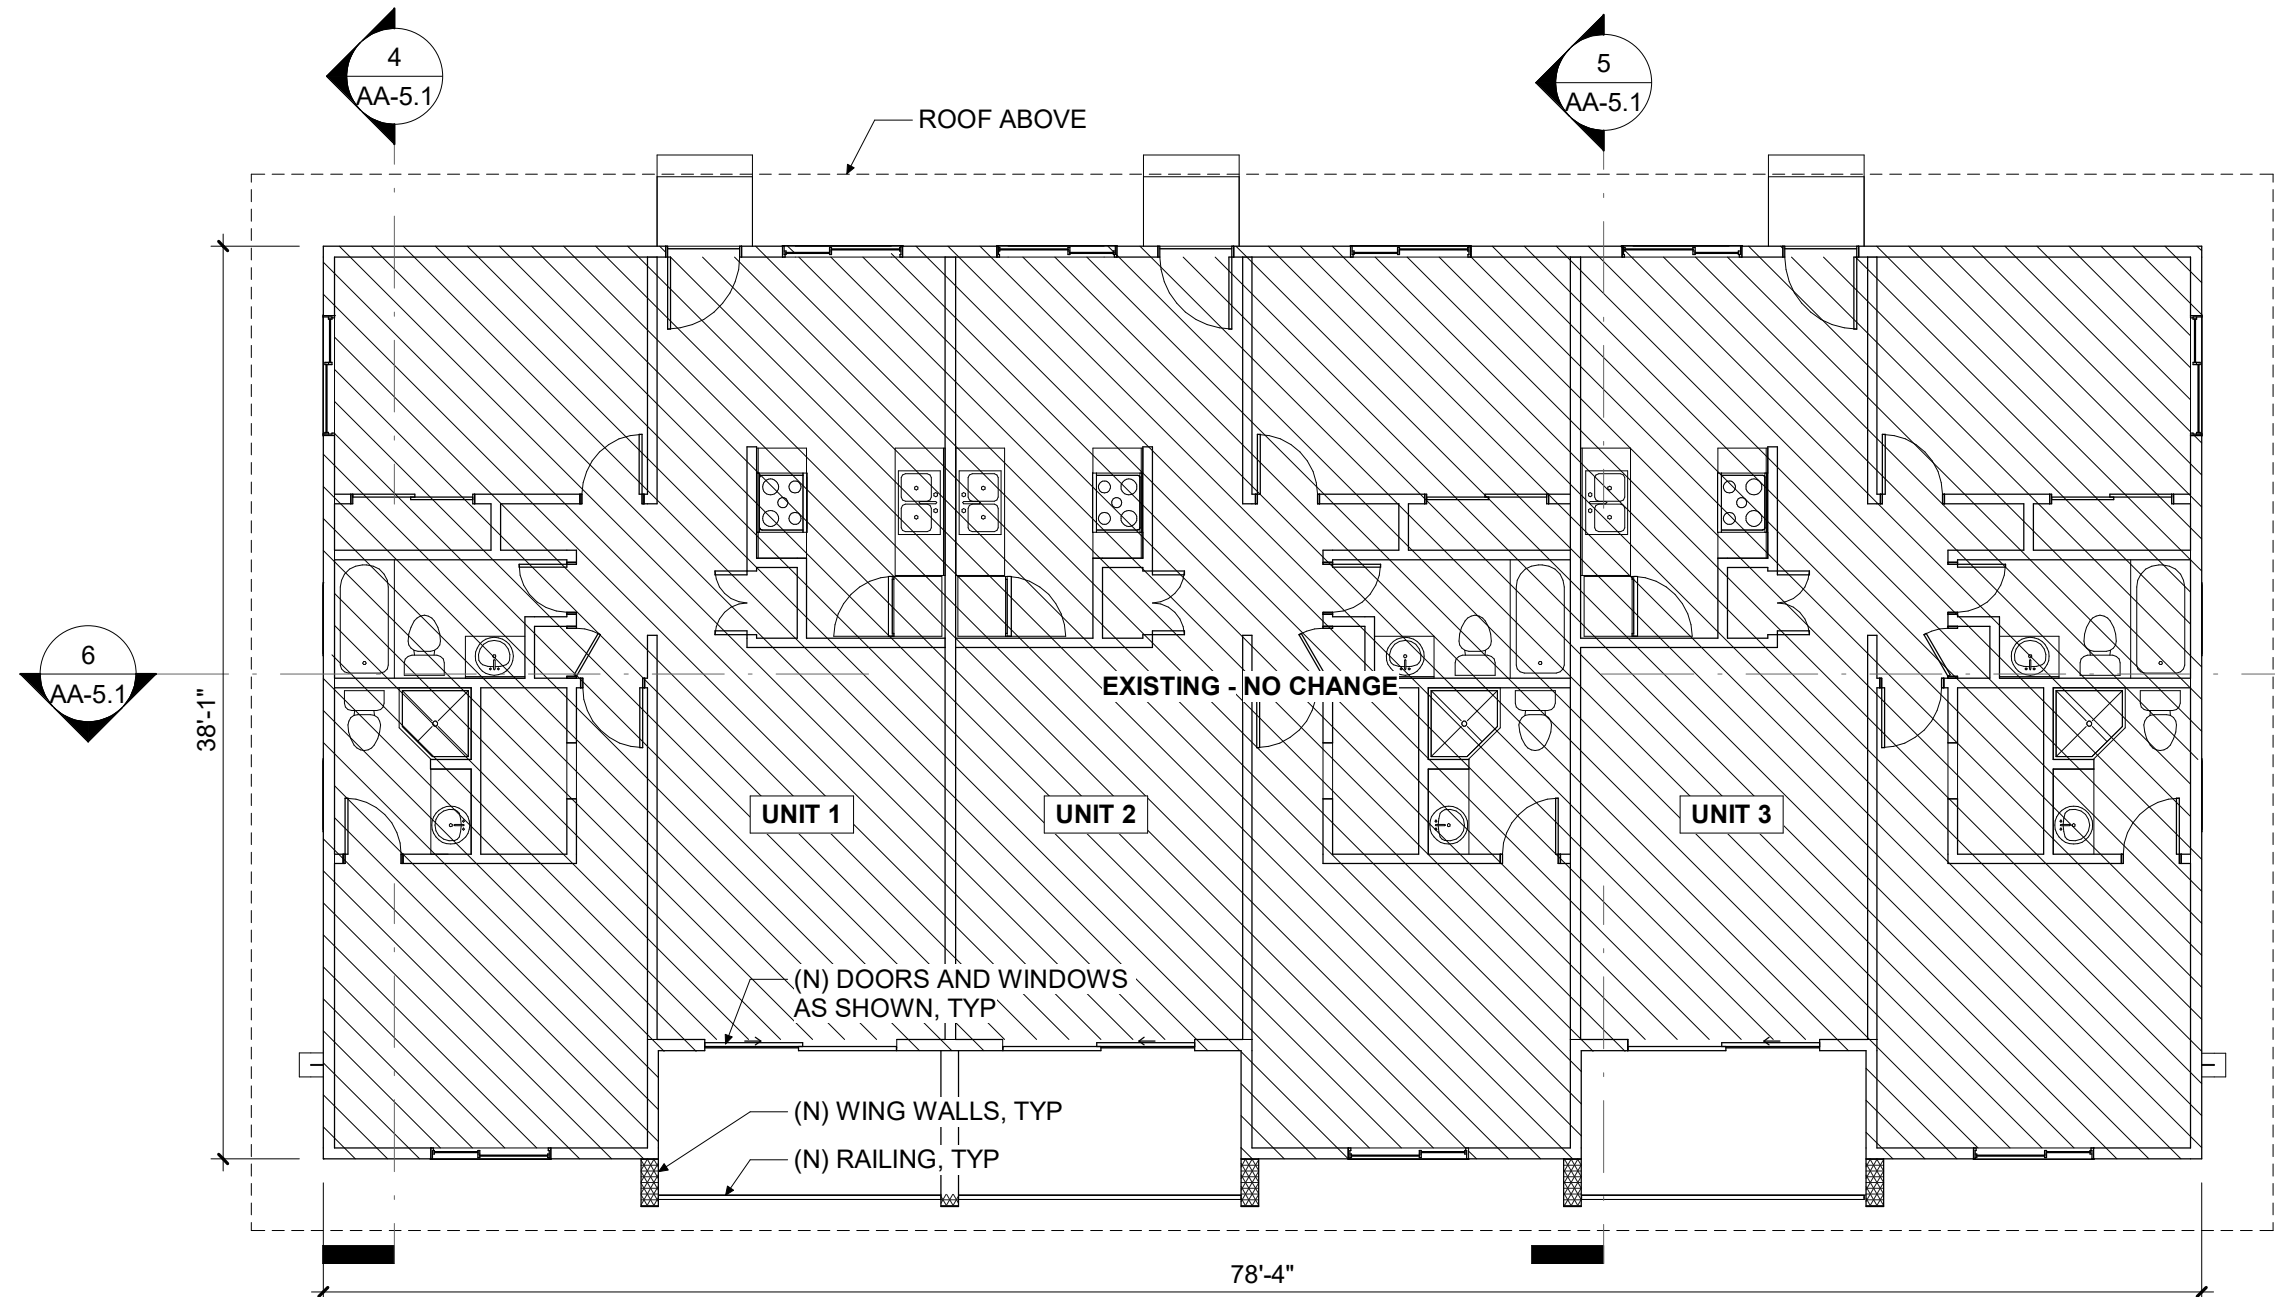 4
AA-5.1
5
AA-5.1
ROOF ABOVE
6
AA-5.1
38'-1"
EXISTING - NO CHANGE
UNIT 1
UNIT 2
UNIT 3
(N) DOORS AND WINDOWS
AS SHOWN, TYP
(N) WING WALLS, TYP
(N) RAILING, TYP
78'-4"